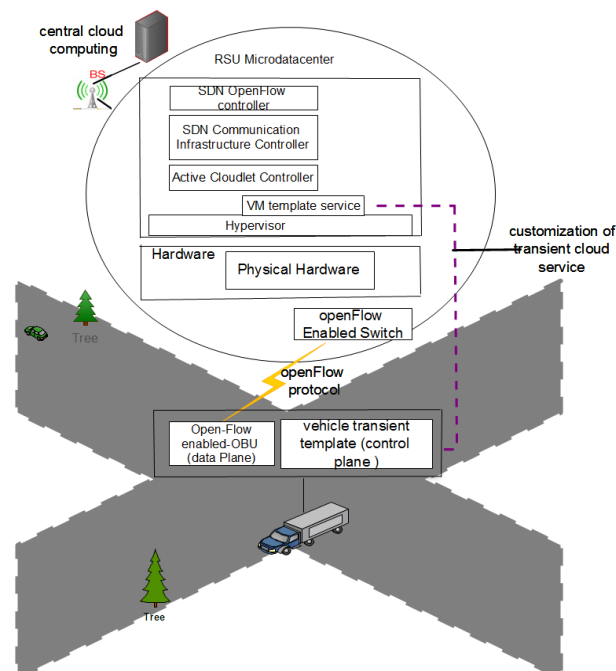 central cloud
computing
BS
RSU Microdatacenter
SDN OpenFlow
controller
SDN Communication
Infrastructure Controller
Active Cloudlet Controller
VM template service
Hypervisor
customization of
transient cloud
service
Hardware
Physical Hardware
openFlow
Enabled Switch
Tree
openFlow
protocol
Open-Flow
enabled-OBU
(data Plane)
vehicle transient
template (control
plane )
Tree